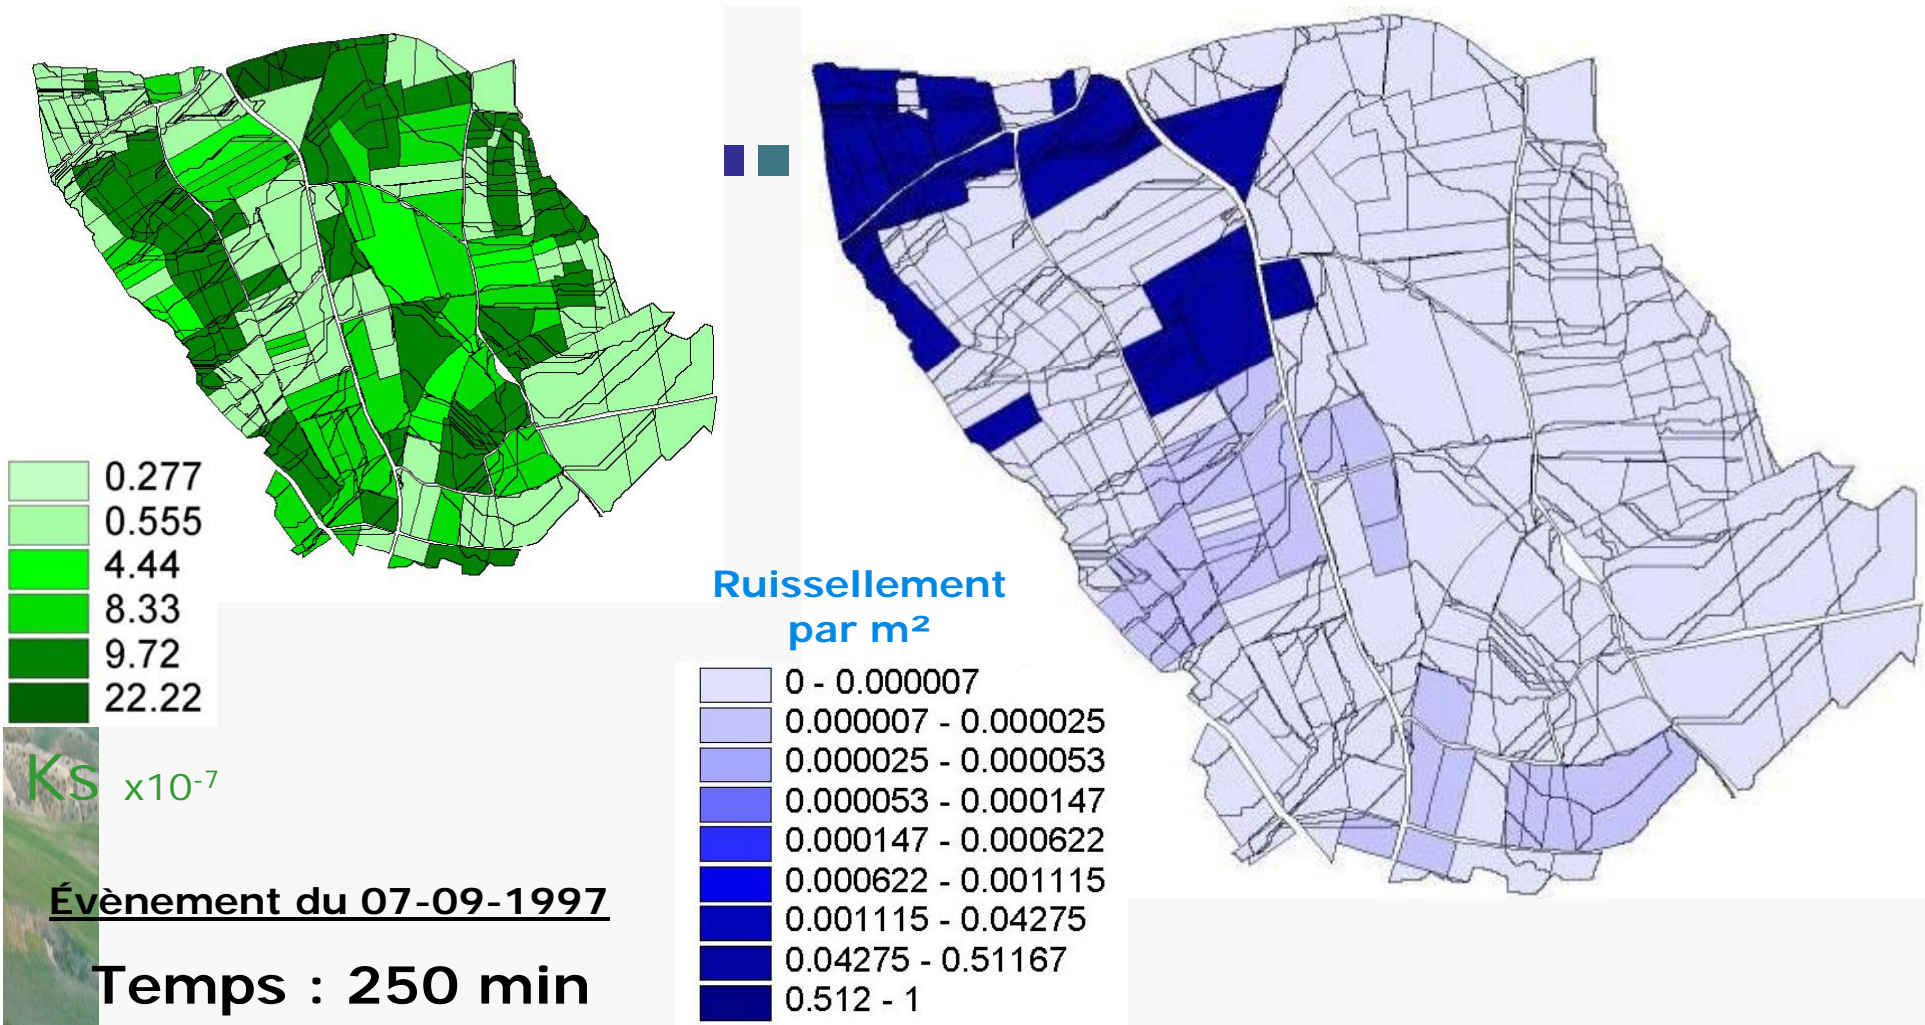 0.277
0.555
4.44
8.33
9.72
22.22
Ks x10-⁷
Évènement du 07-09-1997
Temps : 250 min
Ruissellement
par m²
0 - 0.000007
0.000007 - 0.000025
0.000025 - 0.000053
0.000053 - 0.000147
0.000147 - 0.000622
0.000622 - 0.001115
0.001115 - 0.04275
0.04275 - 0.51167
0.512 - 1